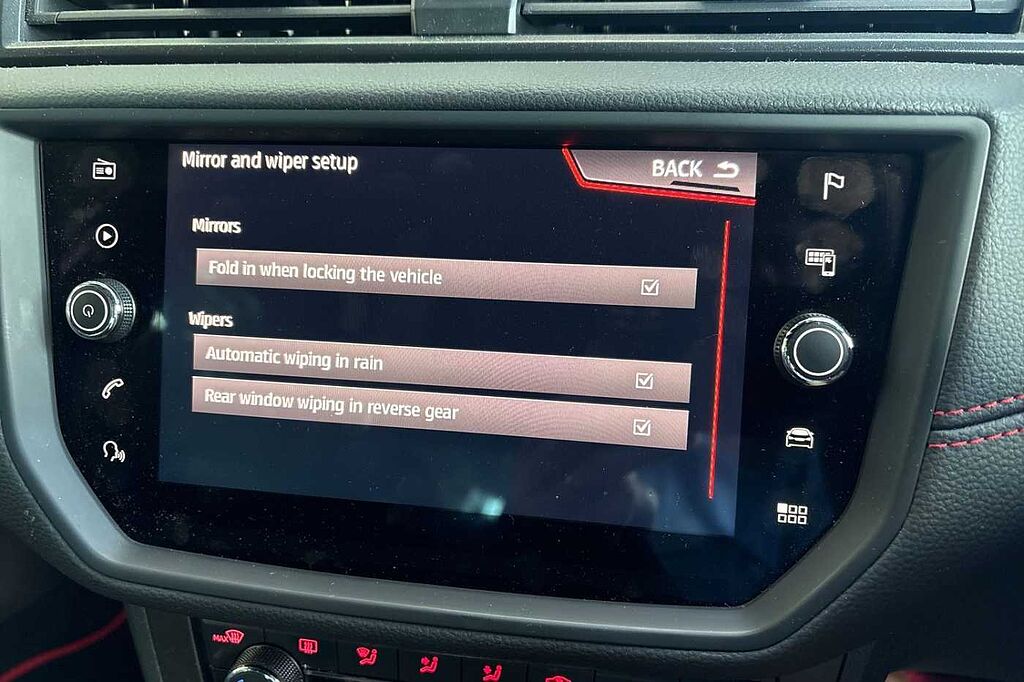 Mirror and wiper setup
BACK
Mirrors
Fold in when locking the vehicle
Wipers
Automatic wiping in rain
Rear window wiping in reverse gear
MAX